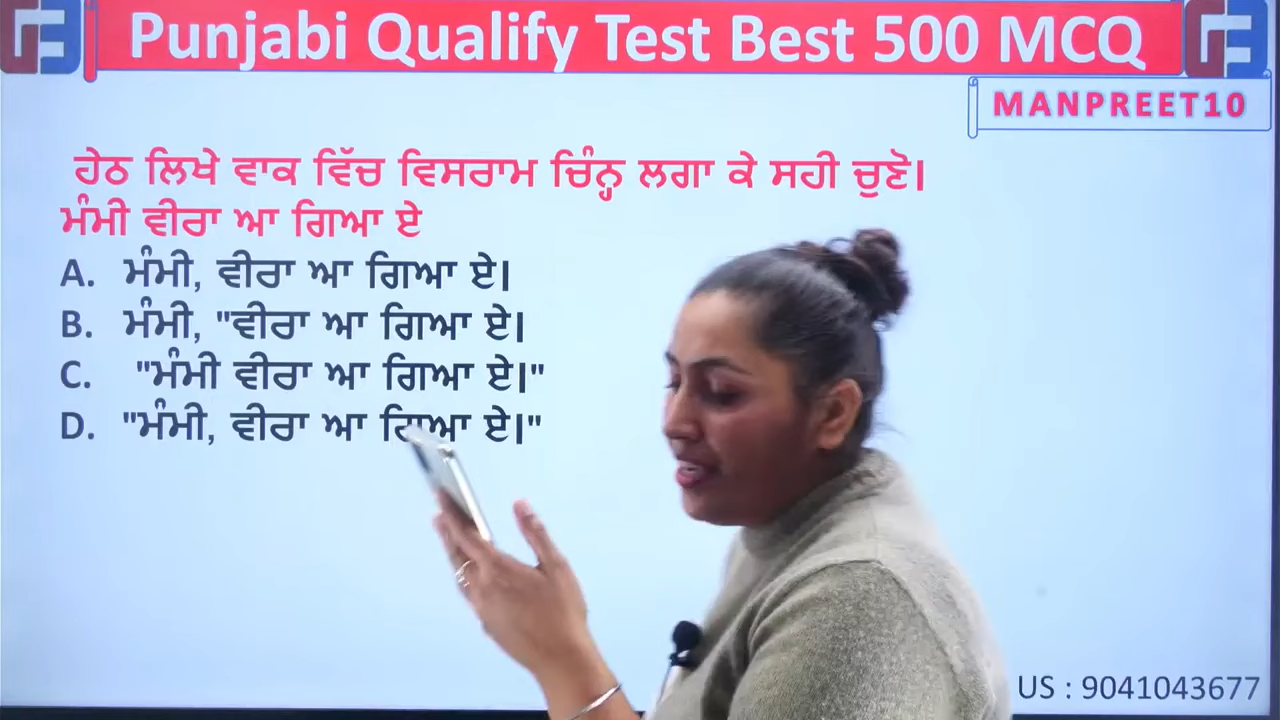 Punjabi Qualify Test Best 500 MCQ
MANPREET10
ਹੇਠ ਲਿਖੇ ਵਾਕ ਵਿੱਚ ਵਿਸਰਾਮ ਚਿੰਨ੍ਹ ਲਗਾ ਕੇ ਸਹੀ ਚੁਣੋ।
ਮੰਮੀ ਵੀਰਾ ਆ ਗਿਆ ਏ
A. ਮੰਮੀ, ਵੀਰਾ ਆ ਗਿਆ ਏ।
B. ਮੰਮੀ, "ਵੀਰਾ ਆ ਗਿਆ ਏ।
C. "ਮੰਮੀ ਵੀਰਾ ਆ ਗਿਆ ਏ।"
D. "ਮੰਮੀ, ਵੀਰਾ ਆ ਗਿਆ ਏ।"
US : 9041043677